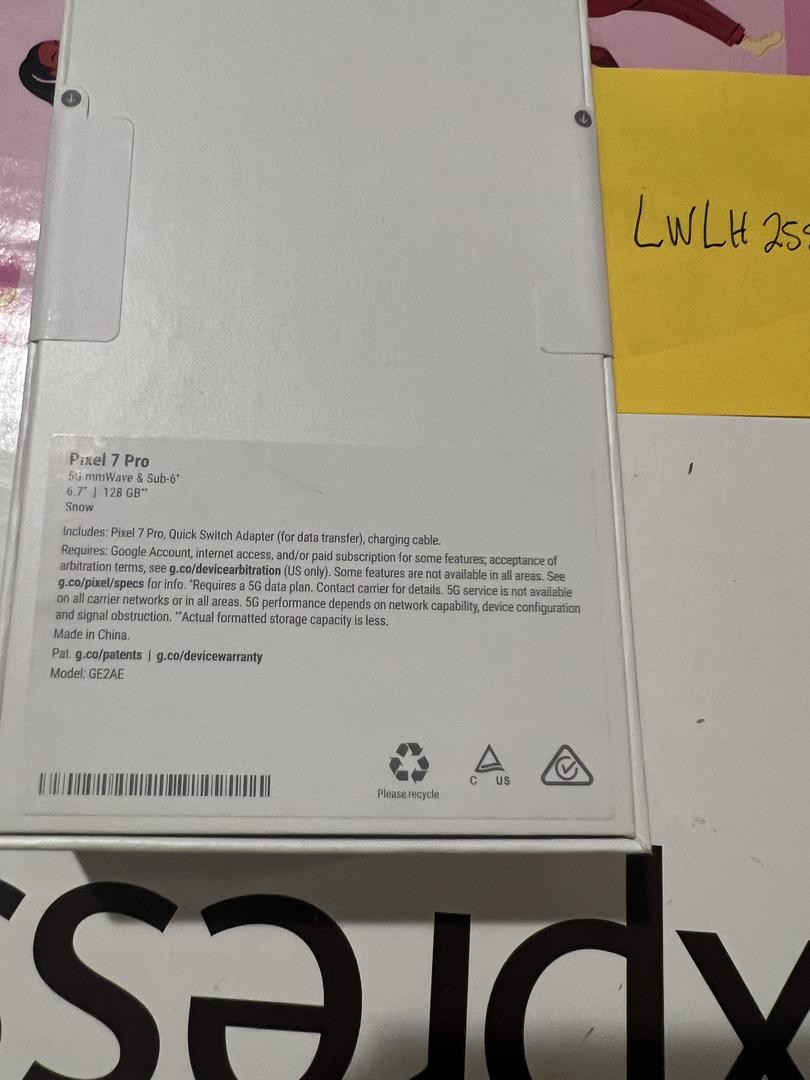 LWLH 25
Pixel 7 Pro
5G mmWave & Sub-6*
6.7" | 128 GB**
Snow
Includes: Pixel 7 Pro, Quick Switch Adapter (for data transfer), charging cable.
Requires: Google Account, internet access, and/or paid subscription for some features; acceptance of
arbitration terms, see g.co/devicearbitration (US only). Some features are not available in all areas. See
g.co/pixel/specs for info. *Requires a 5G data plan. Contact carrier for details. 5G service is not available
on all carrier networks or in all areas. 5G performance depends on network capability, device configuration
and signal obstruction. **Actual formatted storage capacity is less.
Made in China.
Pat. g.co/patents | g.co/devicewarranty
Model: GE2AE
Please recycle
C US
xpress